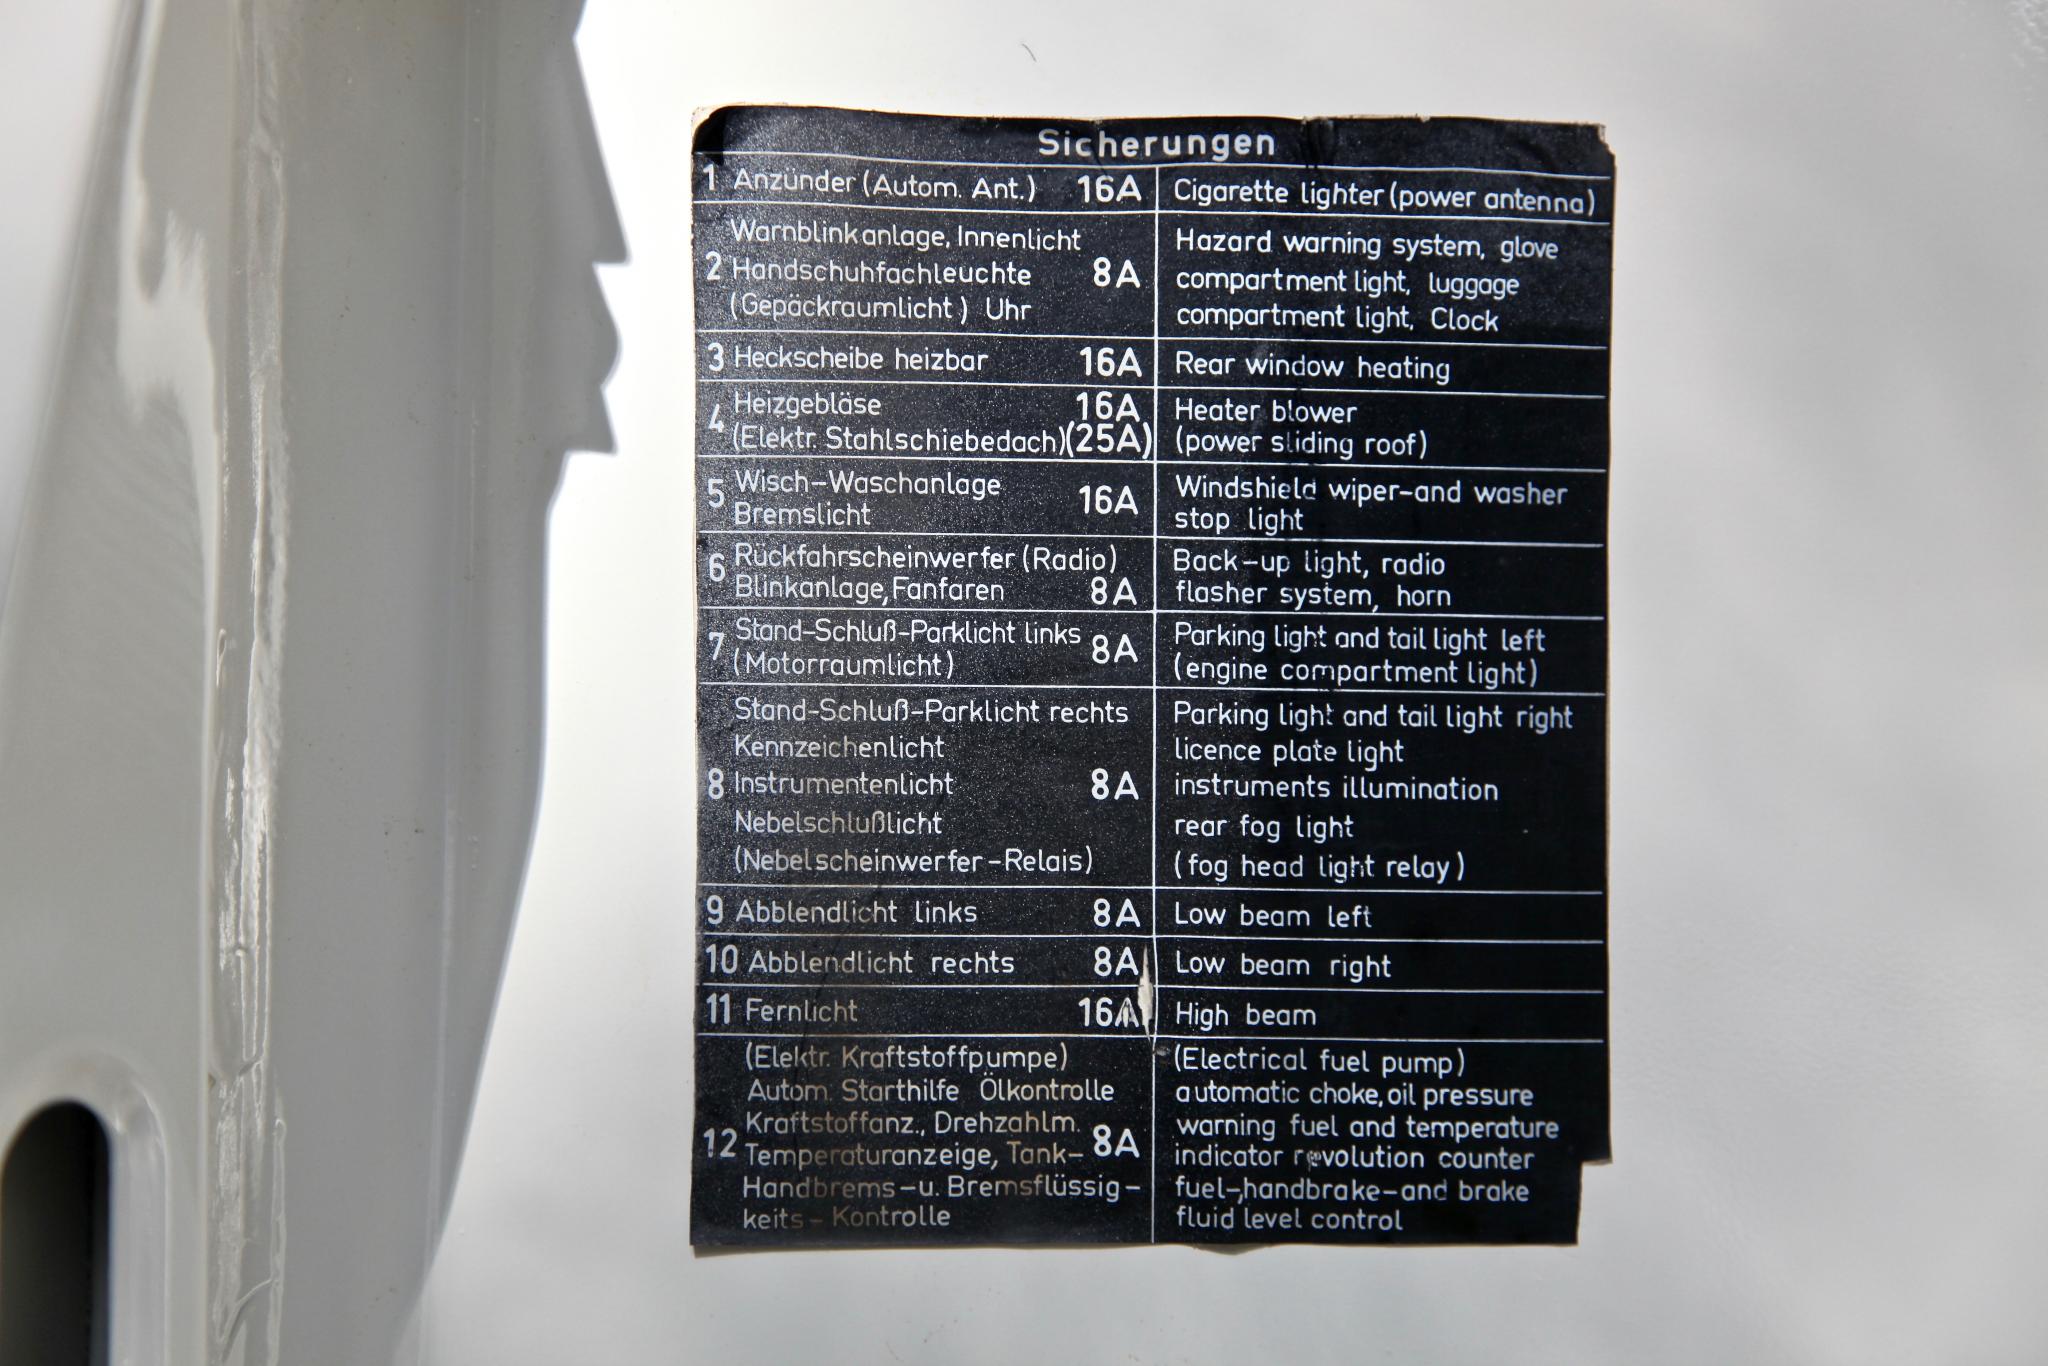 Sicherungen
1 Anzünder (Autom. Ant.) 16A Cigarette lighter (power antenna)
Warnblinkanlage, Innenlicht Hazard warning system, glove
2 Handschuhfachleuchte 8A compartment light, luggage
(Gepäckraumlicht) Uhr compartment light, Clock
3 Heckscheibe heizbar 16A Rear window heating
4 Heizgebläse 16A Heater blower
(Elektr. Stahlschiebedach) (25A) (power sliding roof)
5 Wisch-Waschanlage 16A Windshield wiper-and washer
Bremslicht stop light
6 Rückfahrscheinwerfer (Radio) Back-up light, radio
Blinkanlage, Fanfaren 8A flasher system, horn
7 Stand-Schluß-Parklicht links 8A Parking light and tail light left
(Motorraumlicht) (engine compartment light)
Stand-Schluß-Parklicht rechts Parking light and tail light right
Kennzeichenlicht licence plate light
8 Instrumentenlicht 8A instruments illumination
Nebelschlußlicht rear fog light
(Nebelscheinwerfer-Relais) (fog head light relay)
9 Abblendlicht links 8A Low beam left
10 Abblendlicht rechts 8A Low beam right
11 Fernlicht 16A High beam
(Elektr. Kraftstoffpumpe) (Electrical fuel pump)
Autom. Starthilfe Ölkontrolle automatic choke, oil pressure
Kraftstoffanz., Drehzahlm. warning fuel and temperature
12 Temperaturanzeige, Tank- 8A indicator revolution counter
Handbrems-u. Bremsflüssig- fuel-, handbrake-and brake
keits-Kontrolle fluid level control